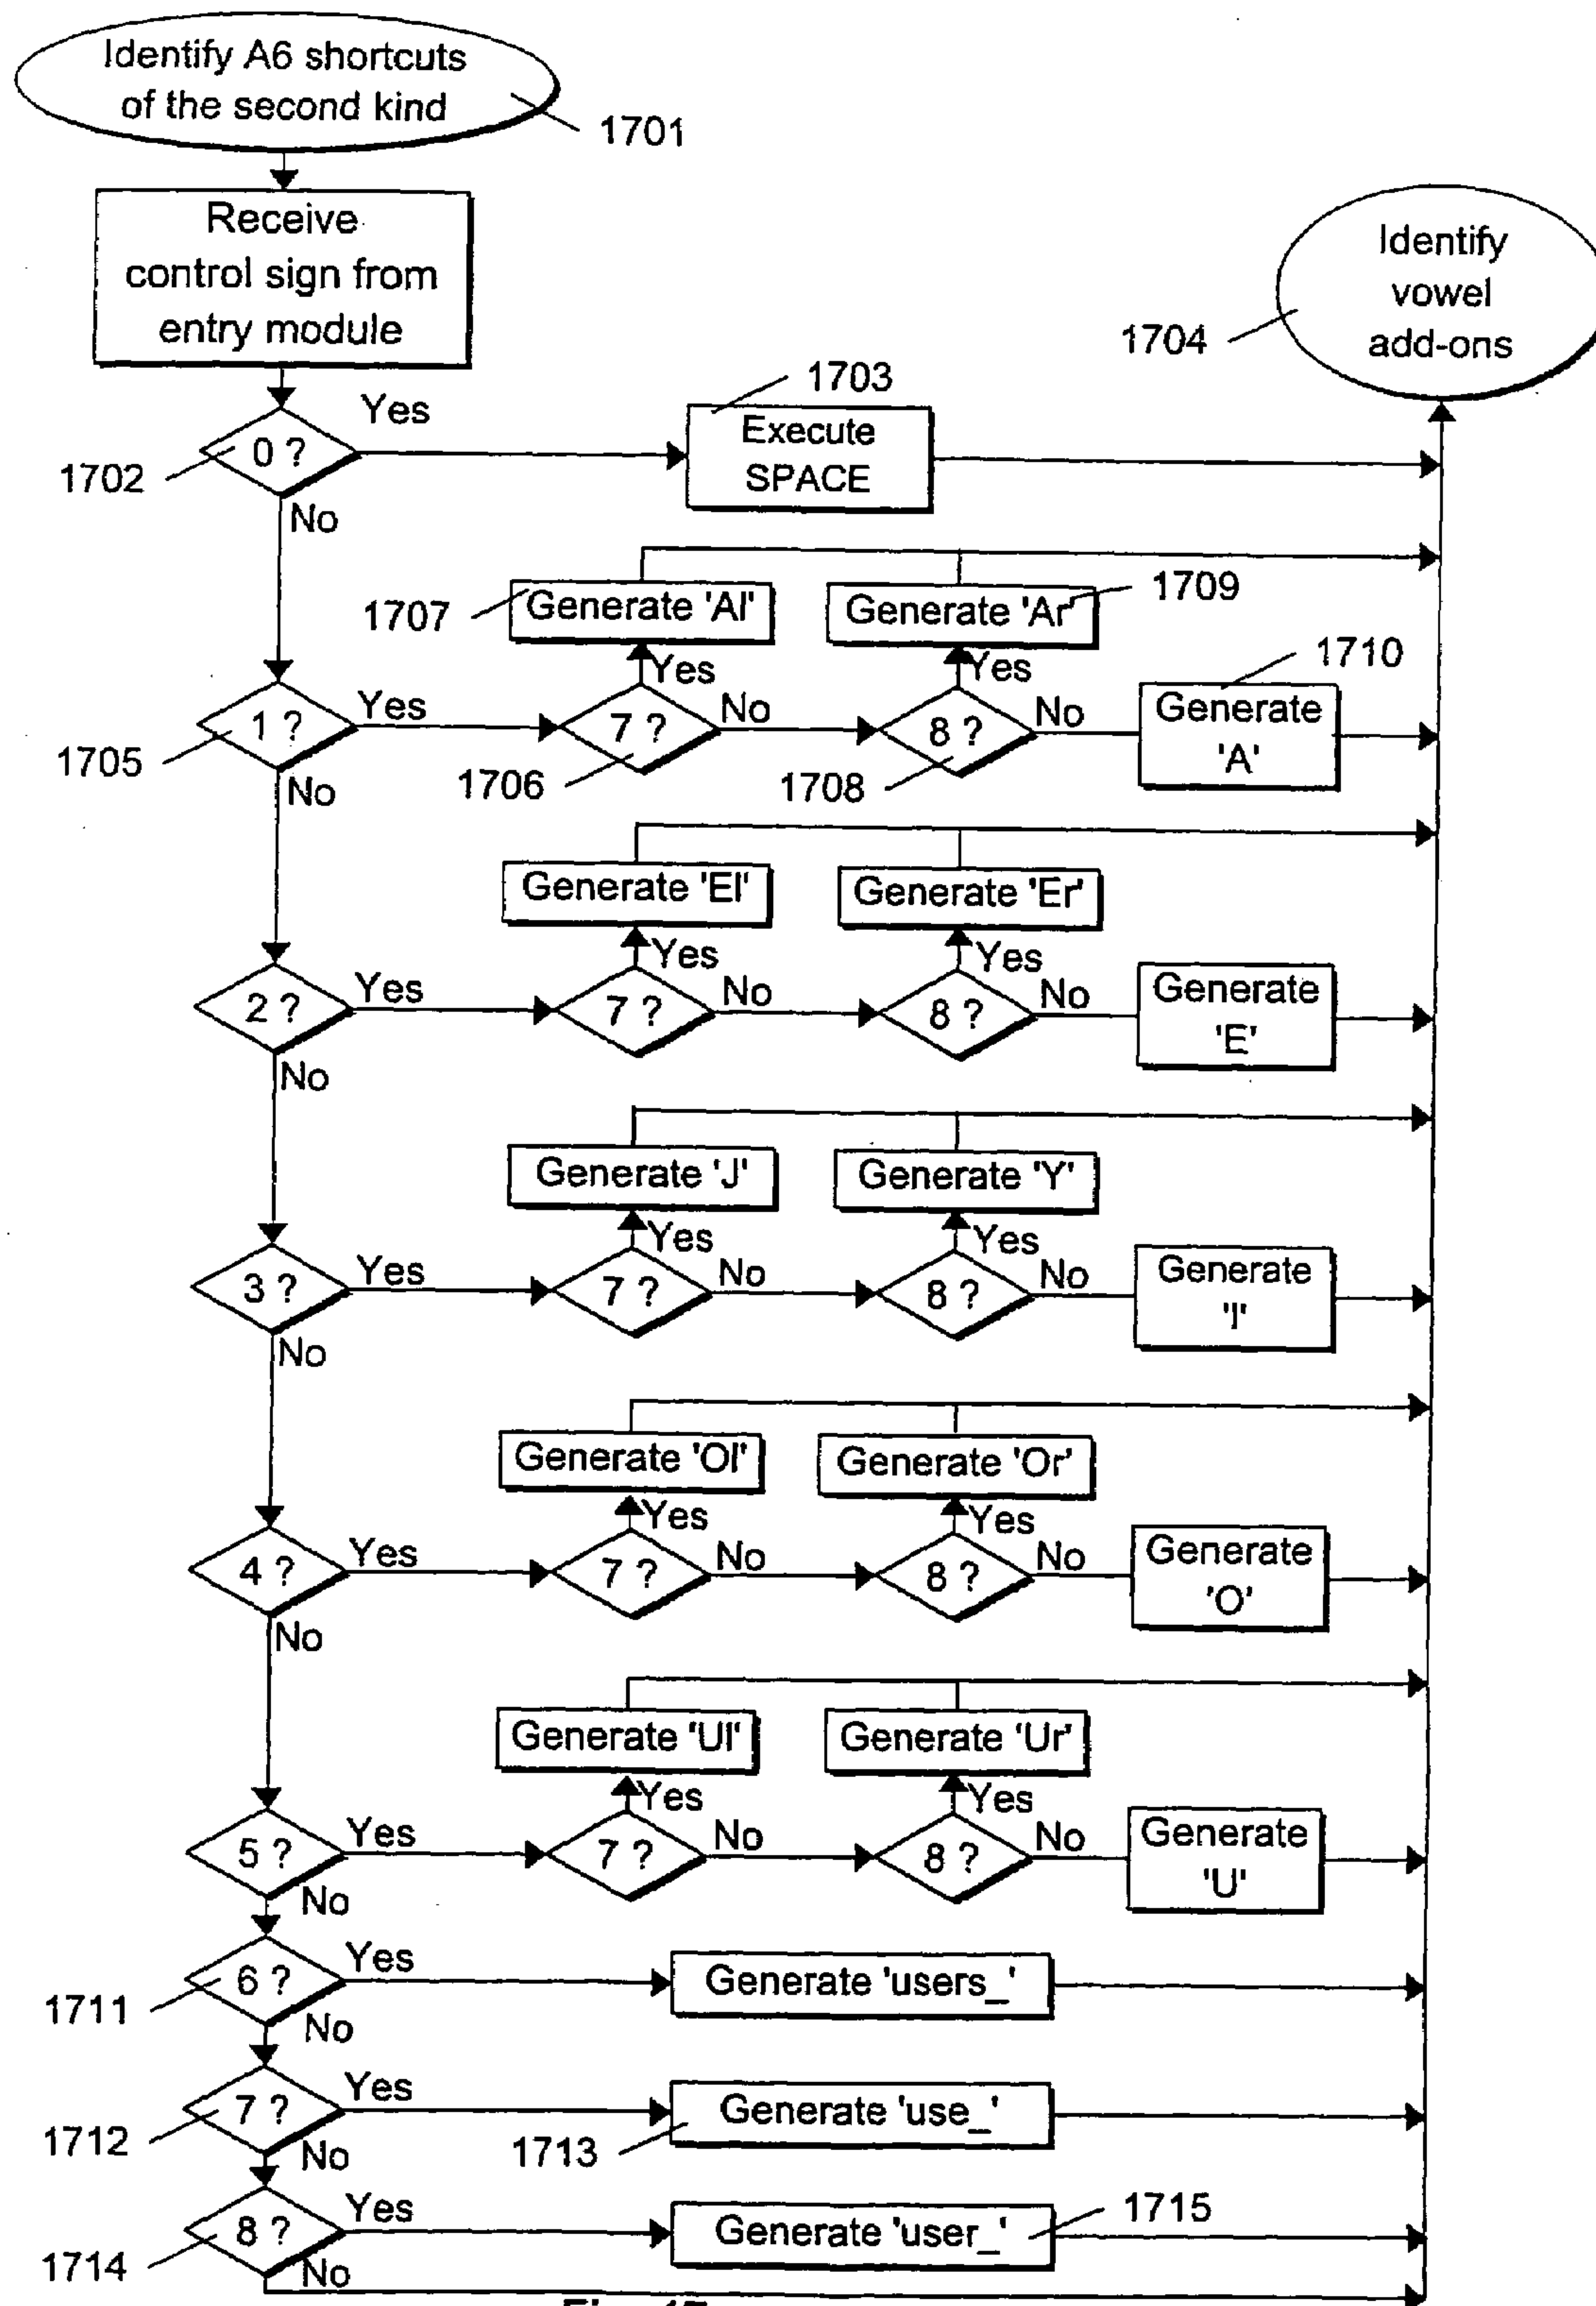 Identify A6 shortcuts
of the second kind
1701
Receive
control sign from
entry module
Identify
vowel
add-ons
1704
0 ?
Yes
1702
No
1703
Execute
SPACE
1707
Generate 'Al'
Generate 'Ar'
1709
Yes
Yes
1710
1 ?
Yes
7 ?
No
8 ?
No
Generate
'A'
1705
1706
1708
No
Generate 'El'
Generate 'Er'
Yes
Yes
2 ?
Yes
7 ?
No
8 ?
No
Generate
'E'
No
Generate 'J'
Generate 'Y'
Yes
Yes
3 ?
Yes
7 ?
No
8 ?
No
Generate
'I'
No
Generate 'Ol'
Generate 'Or'
Yes
Yes
4 ?
Yes
7 ?
No
8 ?
No
Generate
'O'
No
Generate 'Ul'
Generate 'Ur'
Yes
Yes
5 ?
Yes
7 ?
No
8 ?
No
Generate
'U'
No
6 ?
Yes
Generate 'users_'
1711
No
7 ?
Yes
Generate 'use_'
1712
1713
No
8 ?
Yes
Generate 'user_'
1715
1714
No